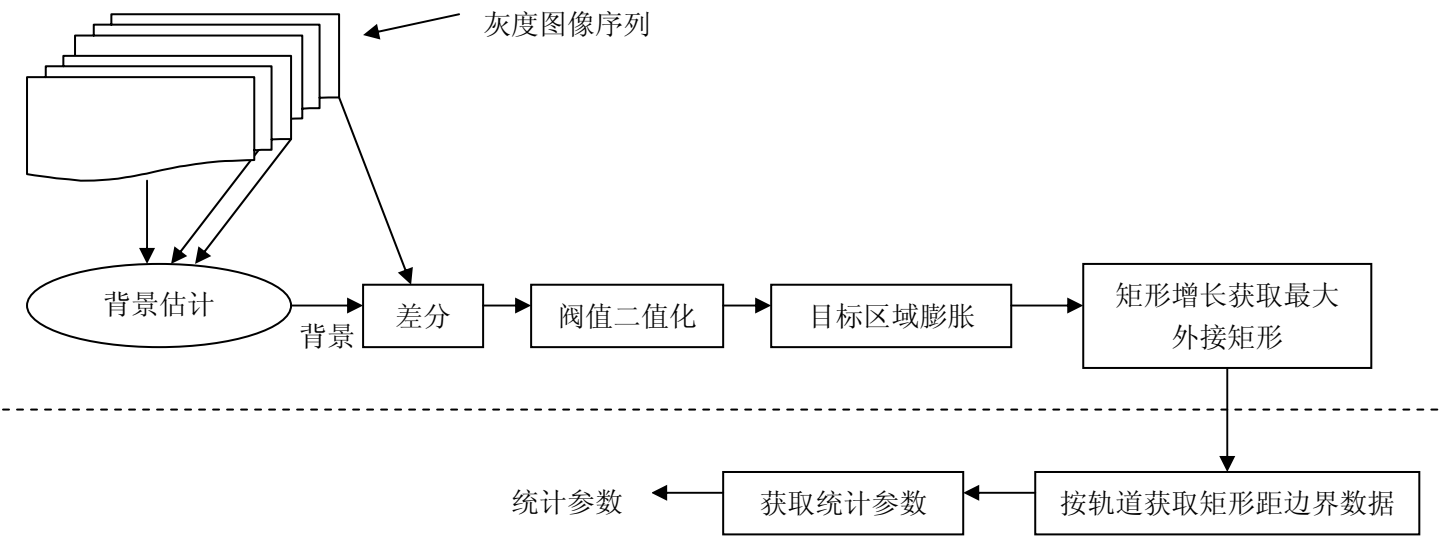 灰度图像序列
背景估计
背景
差分
阀值二值化
目标区域膨胀
矩形增长获取最大
外接矩形
统计参数
获取统计参数
按轨道获取矩形距边界数据